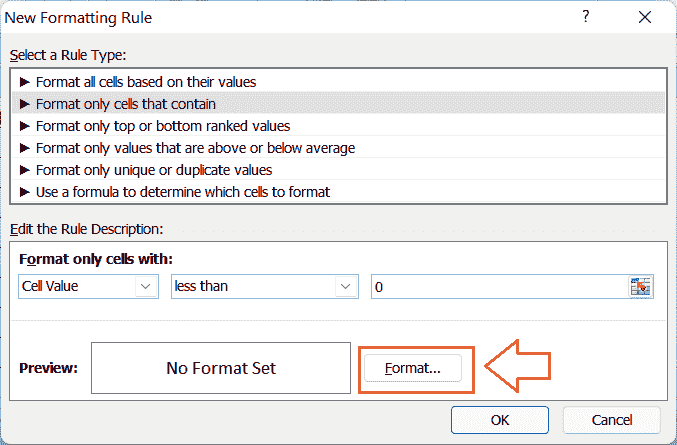 New Formatting Rule ?
Select a Rule Type:
► Format all cells based on their values
► Format only cells that contain
► Format only top or bottom ranked values
► Format only values that are above or below average
► Format only unique or duplicate values
► Use a formula to determine which cells to format
Edit the Rule Description:
Format only cells with:
Cell Value less than 0
Preview: No Format Set Format...
OK Cancel